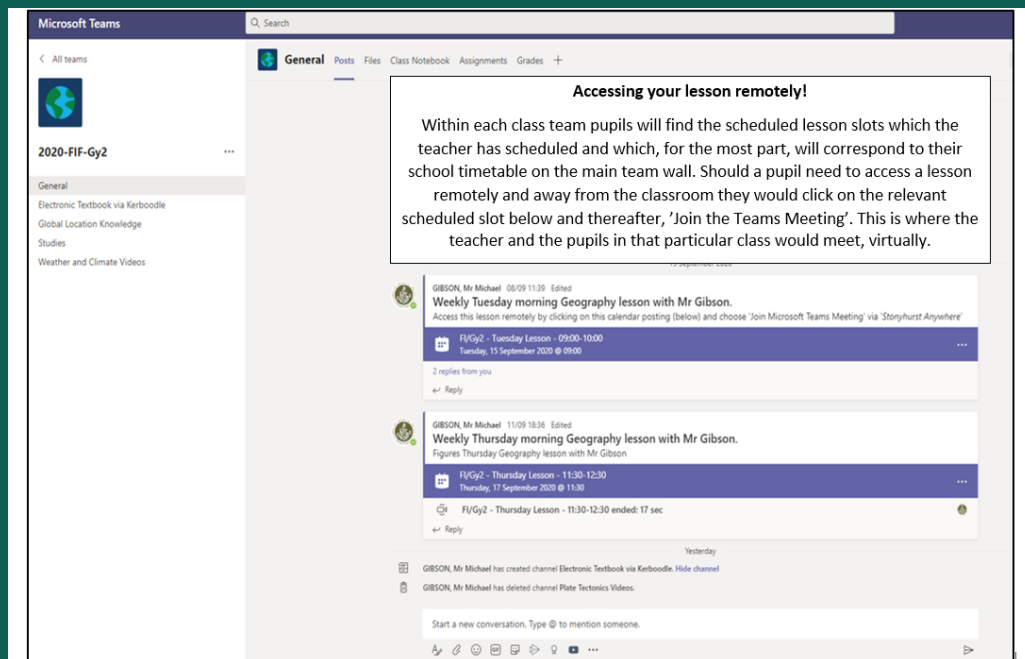 Microsoft Teams
Search
All teams
2020-FIF-Gy2
...
General
Electronic Textbook via Kerboodle
Global Location Knowledge
Studies
Weather and Climate Videos
General Posts Files Class Notebook Assignments Grades +
Accessing your lesson remotely!
Within each class team pupils will find the scheduled lesson slots which the
teacher has scheduled and which, for the most part, will correspond to their
school timetable on the main team wall. Should a pupil need to access a lesson
remotely and away from the classroom they would click on the relevant
scheduled slot below and thereafter, ’Join the Teams Meeting’. This is where the
teacher and the pupils in that particular class would meet, virtually.
GIBSON, Mr Michael 08/09 11:39 Edited
Weekly Tuesday morning Geography lesson with Mr Gibson.
Access this lesson remotely by clicking on this calendar posting (below) and choose 'Join Microsoft Teams Meeting' via 'Stonyhurst Anywhere'
FI/Gy2 - Tuesday Lesson - 09:00-10:00
Tuesday, 15 September 2020 @ 09:00
2 replies from you
Reply
GIBSON, Mr Michael 11/09 18:36 Edited
Weekly Thursday morning Geography lesson with Mr Gibson.
Figures Thursday Geography lesson with Mr Gibson
FI/Gy2 - Thursday Lesson - 11:30-12:30
Thursday, 17 September 2020 @ 11:30
FI/Gy2 - Thursday Lesson - 11:30-12:30 ended: 17 sec
Reply
Yesterday
GIBSON, Mr Michael has created channel Electronic Textbook via Kerboodle. Hide channel
GIBSON, Mr Michael has deleted channel Plate Tectonics Videos.
Start a new conversation. Type @ to mention someone.